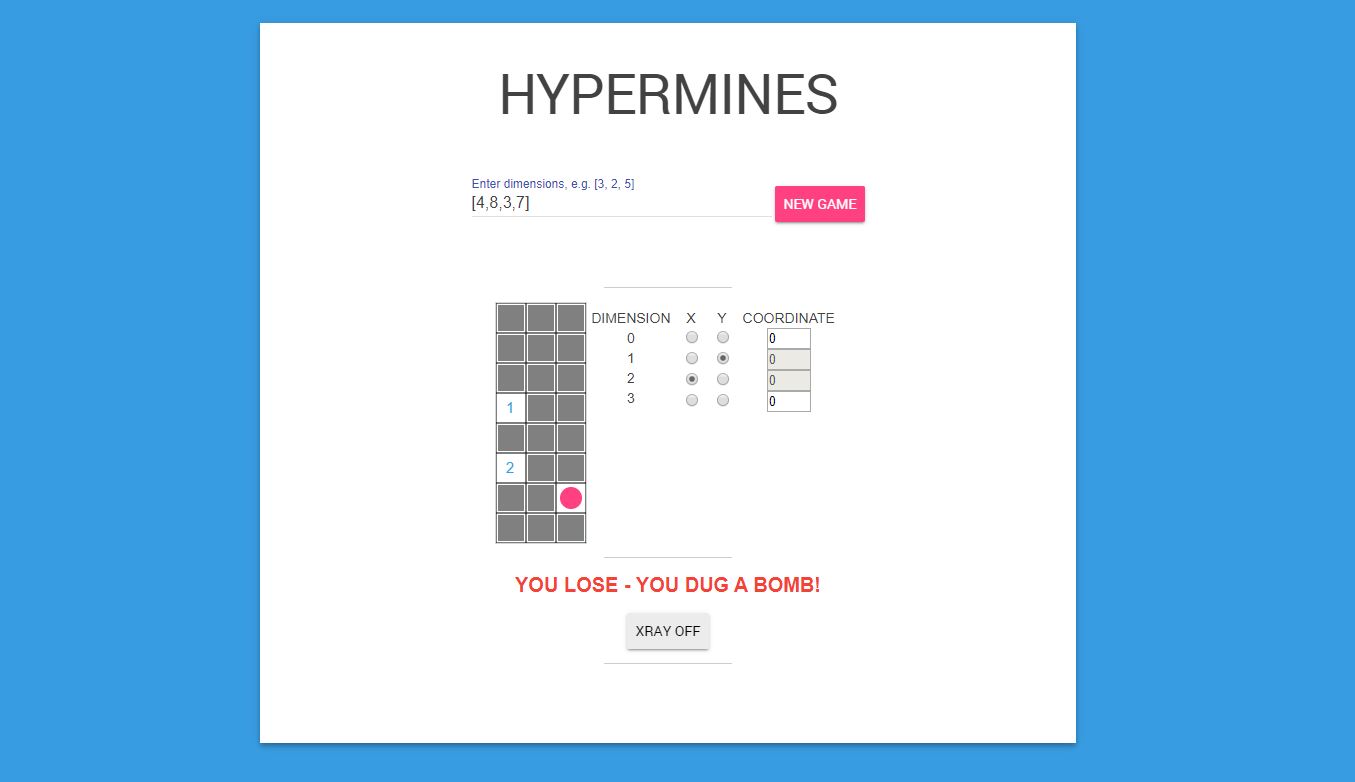 HYPERMINES
Enter dimensions, e.g. [3, 2, 5]
[4,8,3,7]
NEW GAME
DIMENSION X Y COORDINATE
0 0
1 0
2 0
3 0
1
2
YOU LOSE - YOU DUG A BOMB!
XRAY OFF